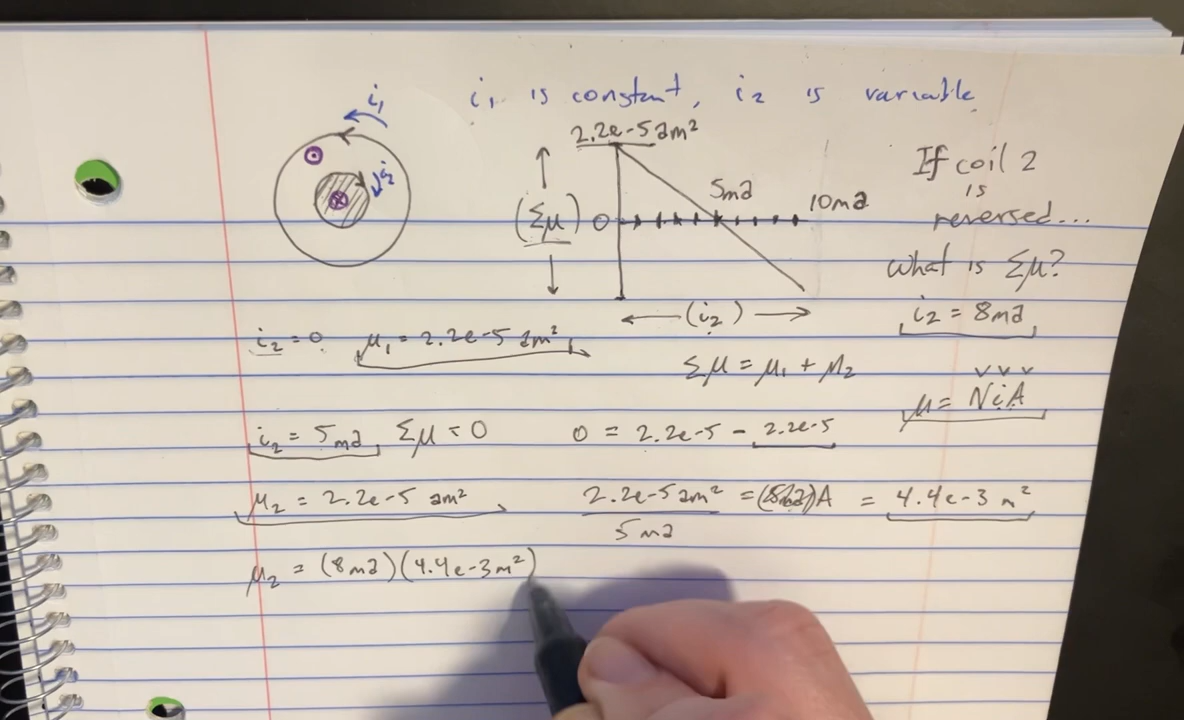 i₁ is constant, i₂ is variable
i₁
i₂
2.2e-5 am²
5ma
10ma
(Σμ) 0
(i₂)
If coil 2
is
reversed...
What is Σμ?
i₂ = 8ma
μ = NiA
i₂ = 0 μ₁ = 2.2e-5 am²
Σμ = μ₁ + μ₂
i₂ = 5ma, Σμ = 0 0 = 2.2e-5 - 2.2e-5
μ₂ = 2.2e-5 am² 2.2e-5 am² = (5ma)A = 4.4e-3 m²
5ma
μ₂ = (8ma)(4.4e-3m²)